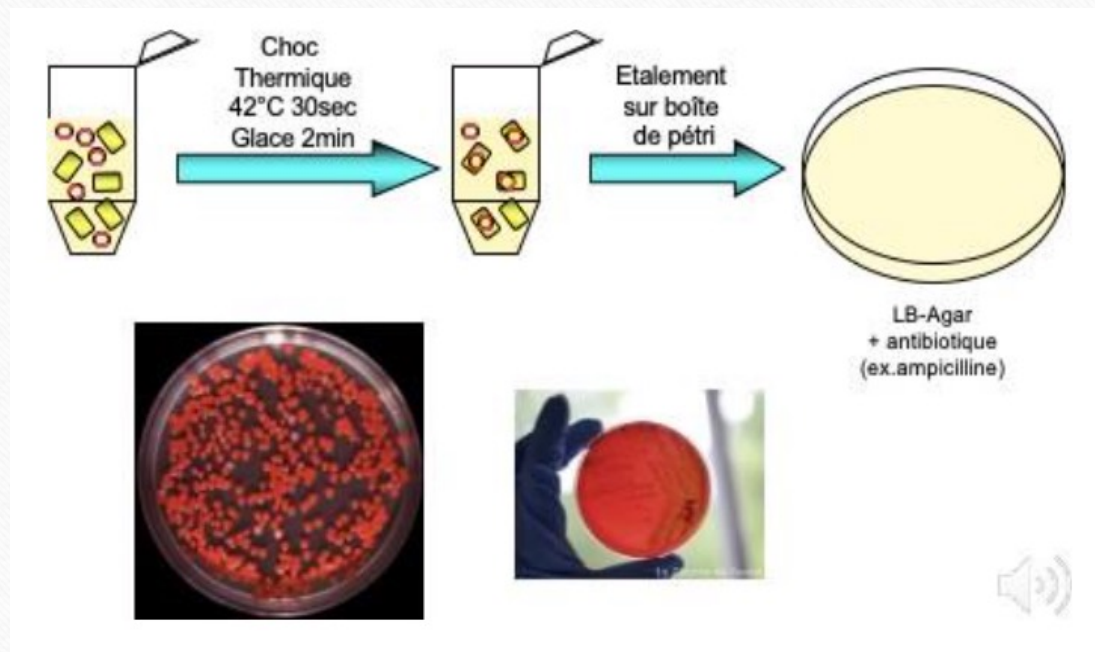 Choc
Thermique
42°C 30sec
Glace 2min
Etalement
sur boîte
de pétri
LB-Agar
+ antibiotique
(ex.ampicilline)